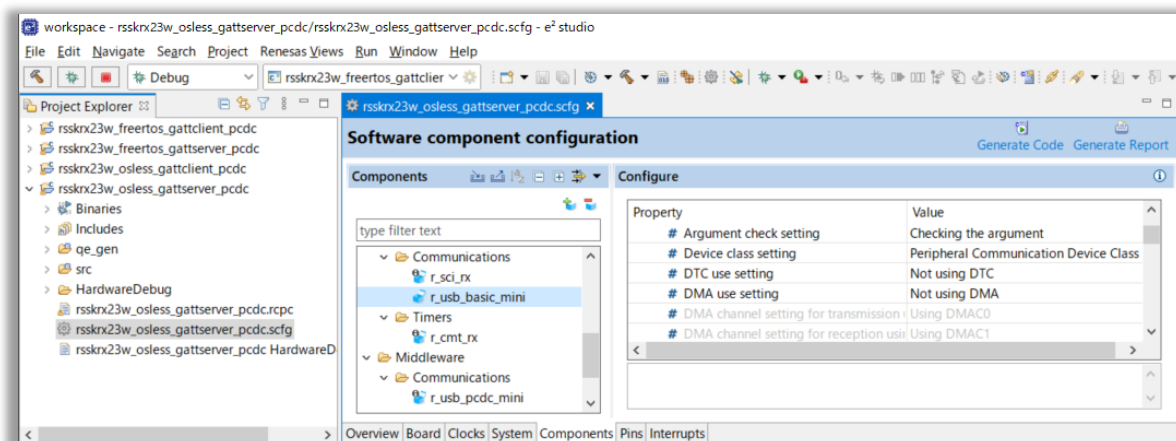 workspace - rsskrx23w_osless_gattserver_pcdc/rsskrx23w_osless_gattserver_pcdc.scfg - e² studio
File Edit Navigate Search Project Renesas Views Run Window Help
Debug
rsskrx23w_freertos_gattclier
Project Explorer
rsskrx23w_freertos_gattclient_pcdc
rsskrx23w_freertos_gattserver_pcdc
rsskrx23w_osless_gattclient_pcdc
rsskrx23w_osless_gattserver_pcdc
Binaries
Includes
qe_gen
src
HardwareDebug
rsskrx23w_osless_gattserver_pcdc.rcpc
rsskrx23w_osless_gattserver_pcdc.scfg
rsskrx23w_osless_gattserver_pcdc HardwareD
rsskrx23w_osless_gattserver_pcdc.scfg
Software component configuration
Generate Code Generate Report
Components
type filter text
Communications
r_sci_rx
r_usb_basic_mini
Timers
r_cmt_rx
Middleware
Communications
r_usb_pcdc_mini
Configure
Property Value
# Argument check setting Checking the argument
# Device class setting Peripheral Communication Device Class
# DTC use setting Not using DTC
# DMA use setting Not using DMA
# DMA channel setting for transmission Using DMAC0
# DMA channel setting for reception usin Using DMAC1
Overview Board Clocks System Components Pins Interrupts